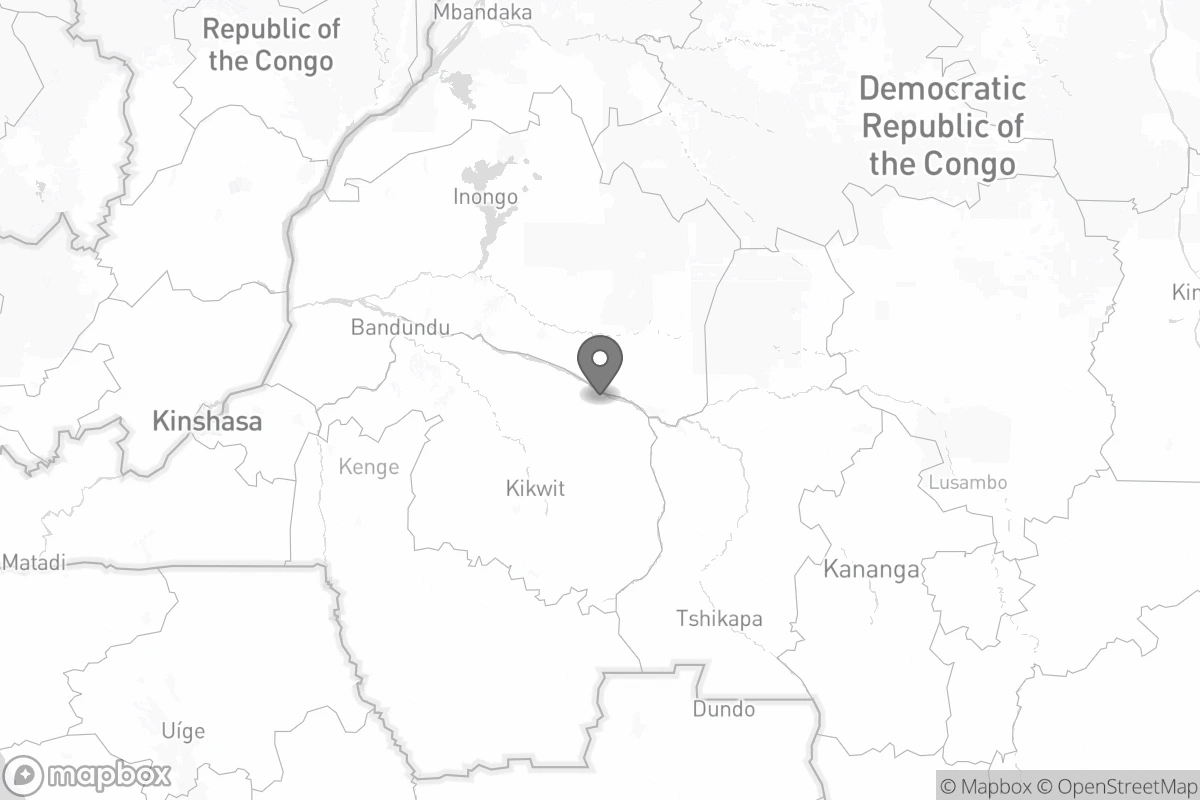 Mbandaka
Republic of
the Congo
Democratic
Republic of
the Congo
Inongo
Kin
Bandundu
Kinshasa
Kenge
Kikwit
Lusambo
Matadi
Kananga
Tshikapa
Dundo
Uíge
mapbox
© Mapbox © OpenStreetMap